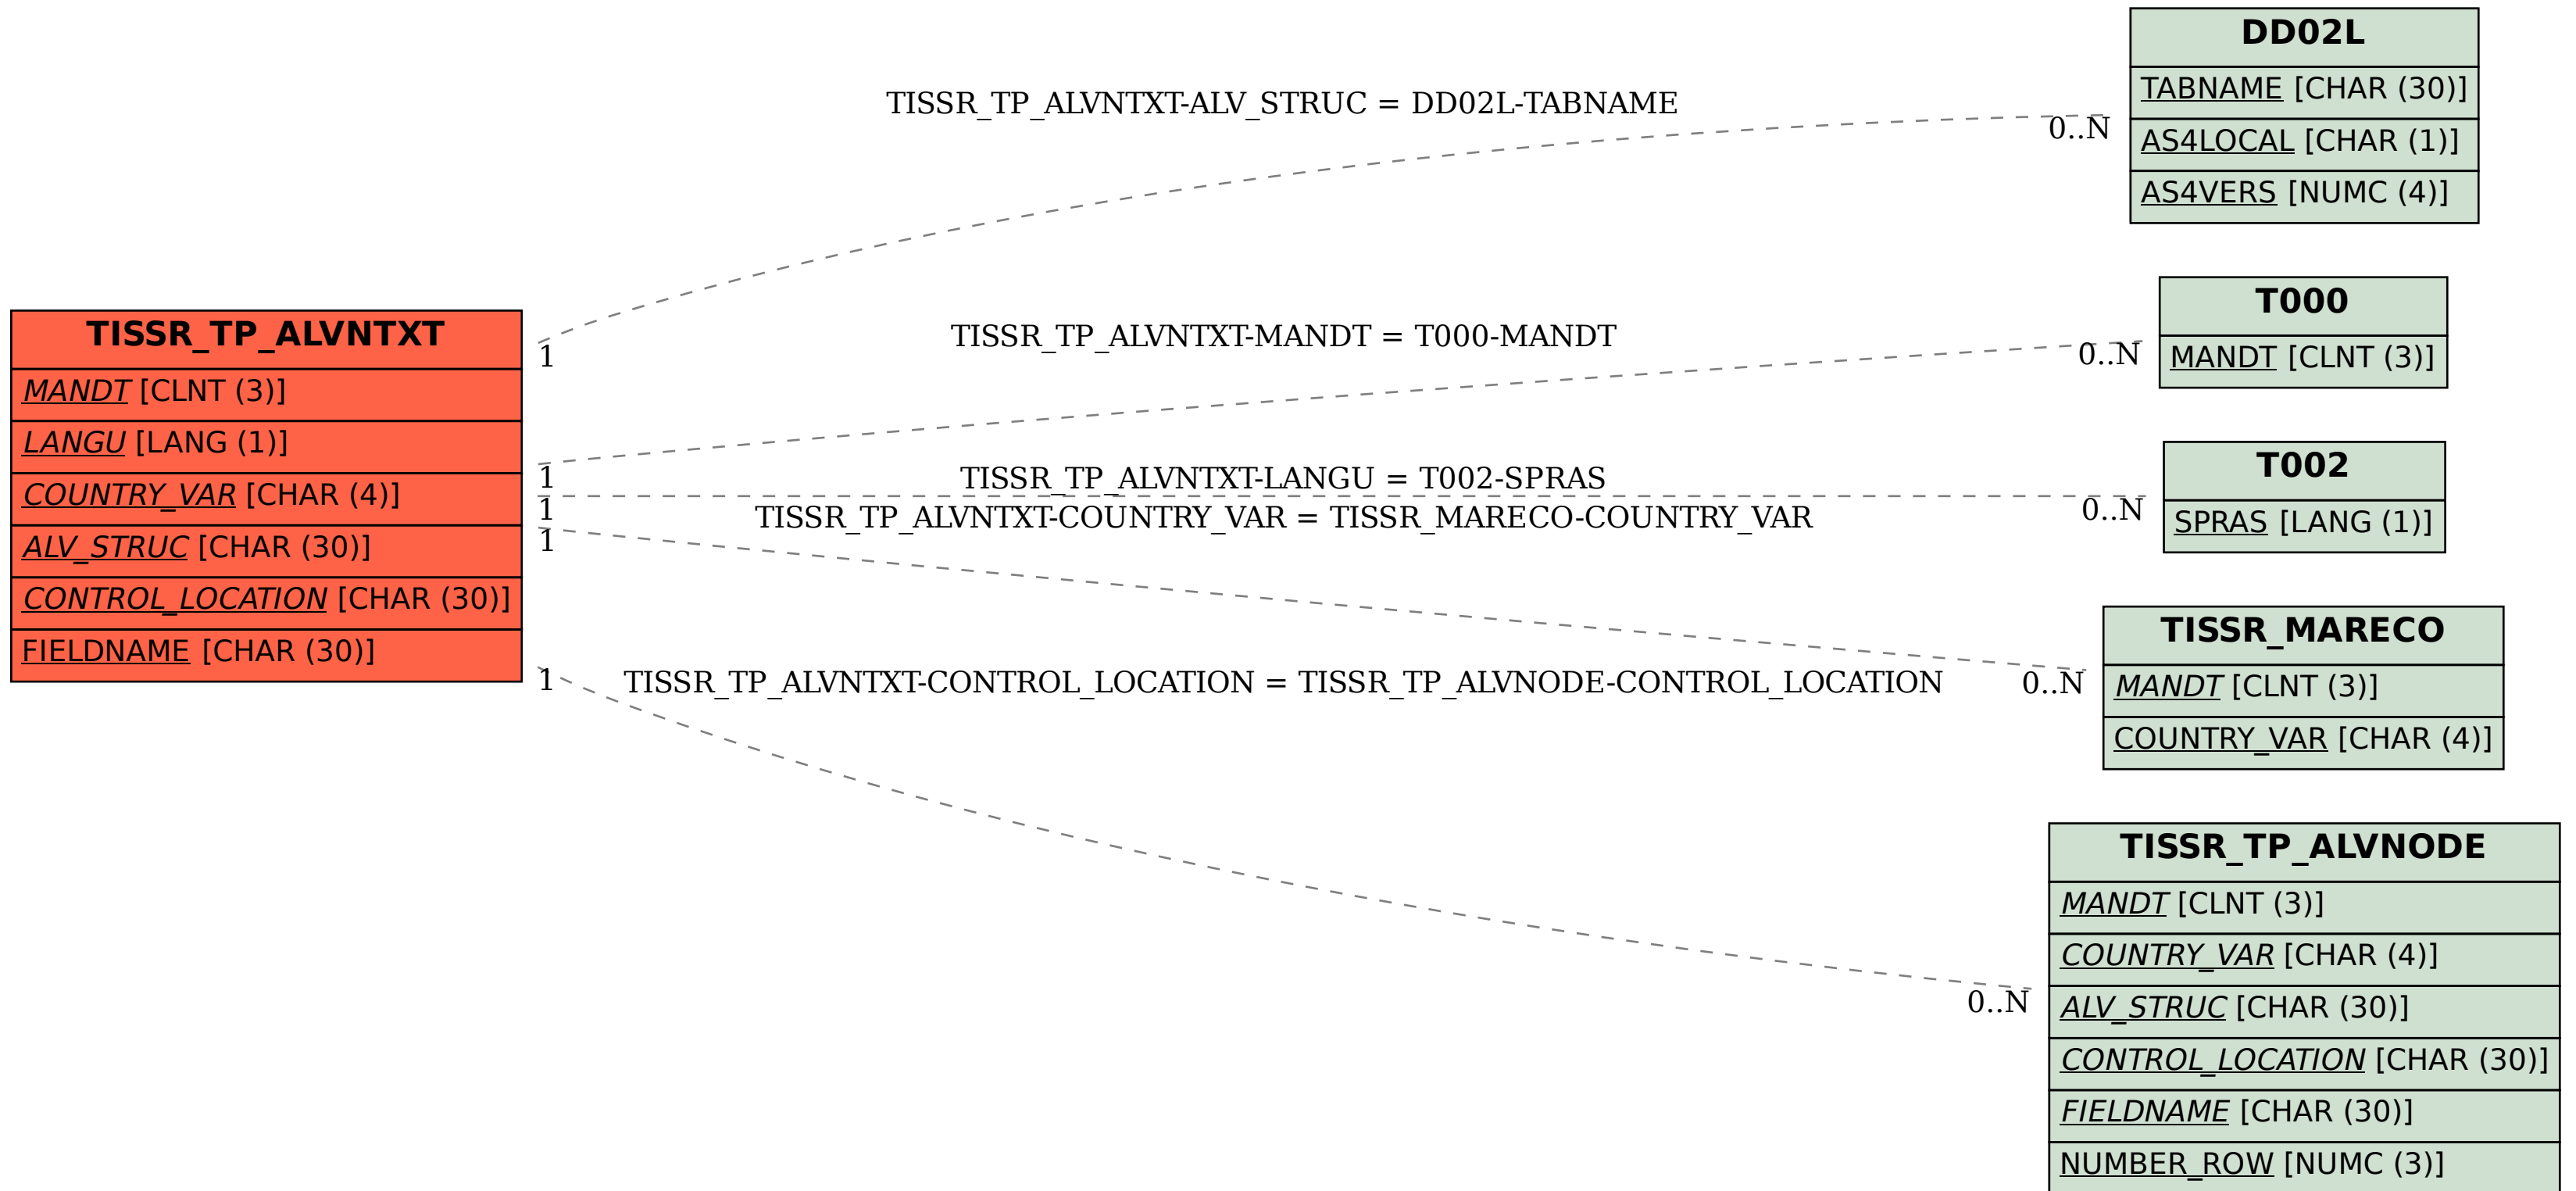 TISSR_TP_ALVNTXT
MANDT [CLNT (3)]
LANGU [LANG (1)]
COUNTRY_VAR [CHAR (4)]
ALV_STRUC [CHAR (30)]
CONTROL_LOCATION [CHAR (30)]
FIELDNAME [CHAR (30)]
TISSR_TP_ALVNTXT-ALV_STRUC = DD02L-TABNAME
1
0..N
TISSR_TP_ALVNTXT-MANDT = T000-MANDT
1
0..N
TISSR_TP_ALVNTXT-LANGU = T002-SPRAS
1
0..N
TISSR_TP_ALVNTXT-COUNTRY_VAR = TISSR_MARECO-COUNTRY_VAR
1
0..N
TISSR_TP_ALVNTXT-CONTROL_LOCATION = TISSR_TP_ALVNODE-CONTROL_LOCATION
1
0..N
DD02L
TABNAME [CHAR (30)]
AS4LOCAL [CHAR (1)]
AS4VERS [NUMC (4)]
T000
MANDT [CLNT (3)]
T002
SPRAS [LANG (1)]
TISSR_MARECO
MANDT [CLNT (3)]
COUNTRY_VAR [CHAR (4)]
TISSR_TP_ALVNODE
MANDT [CLNT (3)]
COUNTRY_VAR [CHAR (4)]
ALV_STRUC [CHAR (30)]
CONTROL_LOCATION [CHAR (30)]
FIELDNAME [CHAR (30)]
NUMBER_ROW [NUMC (3)]